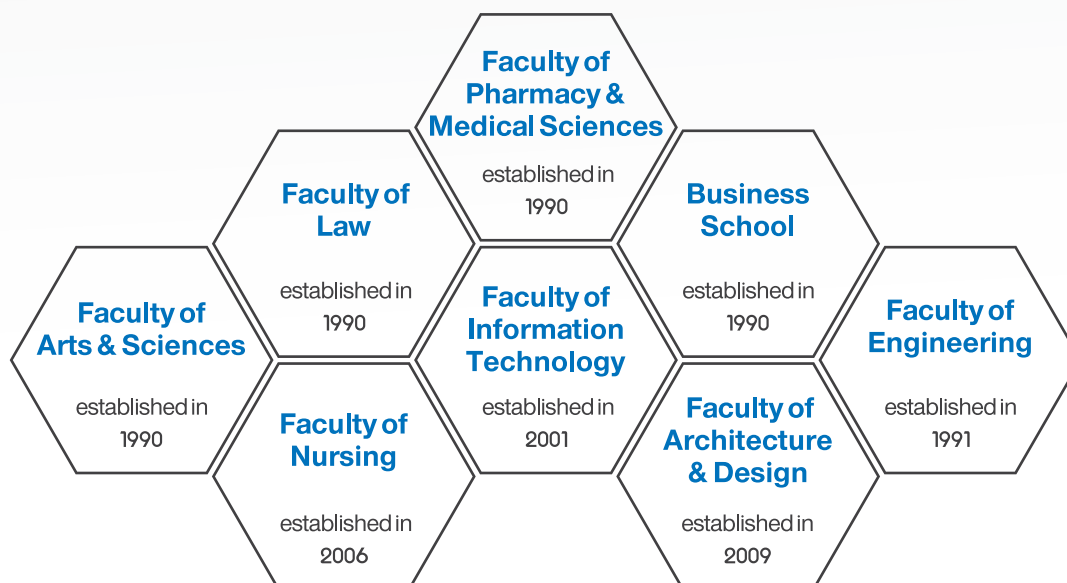 Faculty of
Pharmacy &
Medical Sciences
established in
1990
Faculty of
Law
established in
1990
Business
School
established in
1990
Faculty of
Arts & Sciences
established in
1990
Faculty of
Information
Technology
established in
2001
Faculty of
Engineering
established in
1991
Faculty of
Nursing
established in
2006
Faculty of
Architecture
& Design
established in
2009